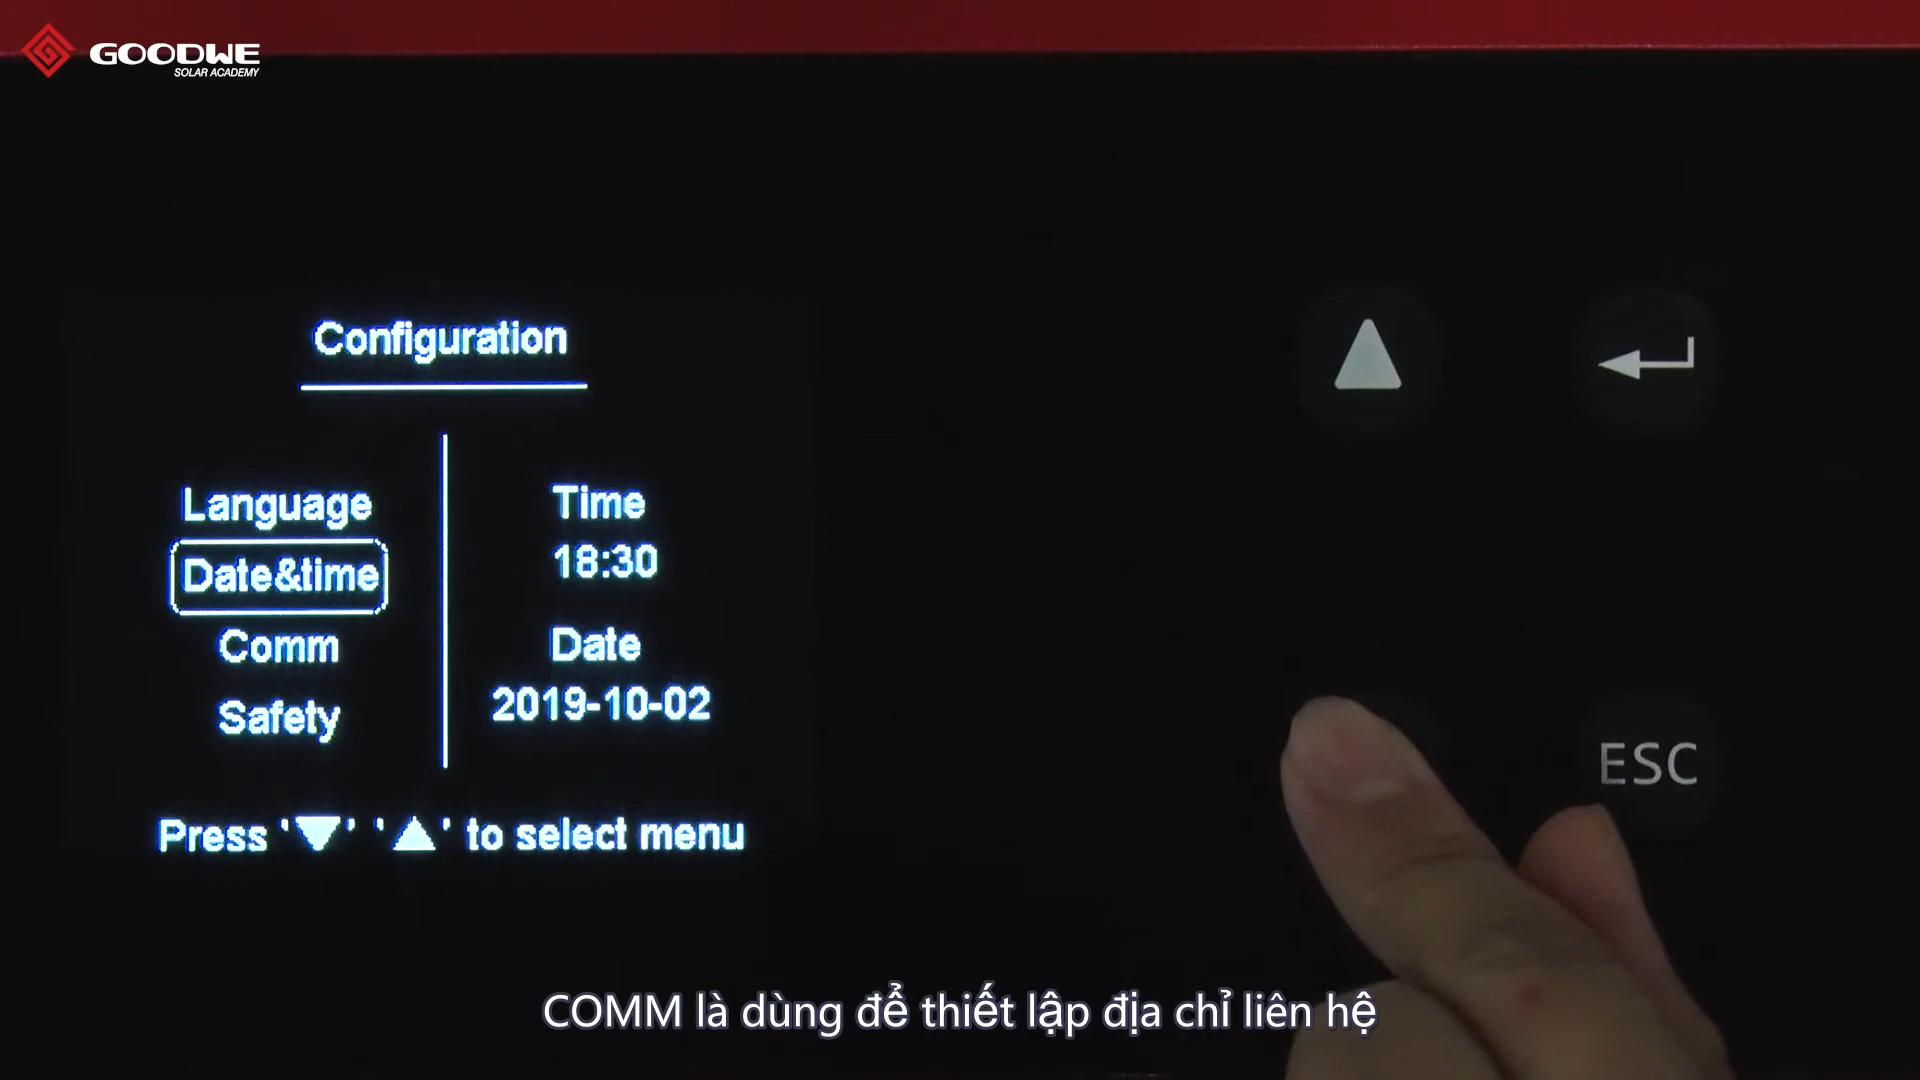 GOODWE
SOLAR ACADEMY
Configuration
Language
Date&time
Comm
Safety
Time
18:30
Date
2019-10-02
Press '▼' '▲' to select menu
ESC
COMM là dùng để thiết lập địa chỉ liên hệ